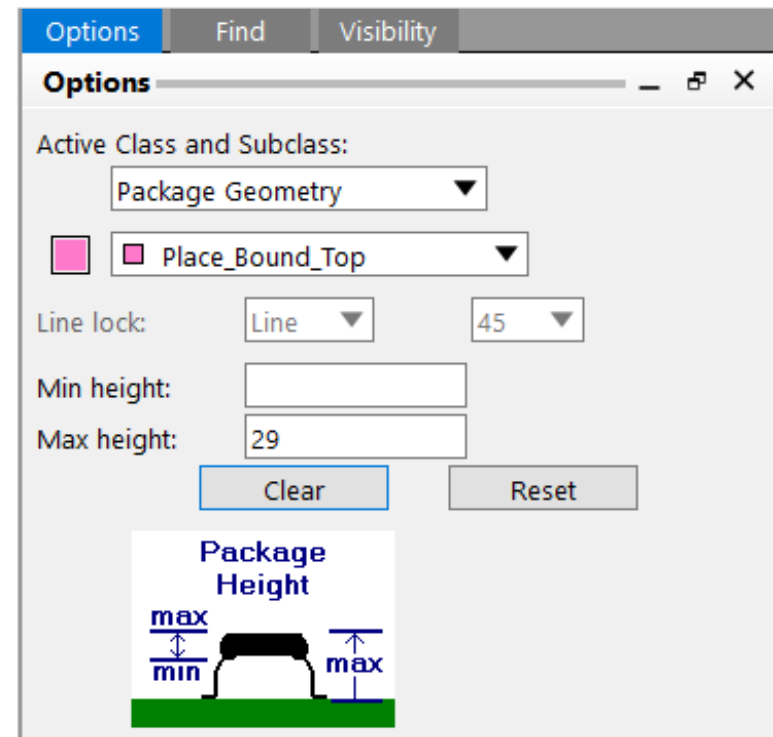 Options Find Visibility
Options
Active Class and Subclass:
Package Geometry
Place_Bound_Top
Line lock: Line 45
Min height:
Max height: 29
Clear Reset
Package
Height
max
min max